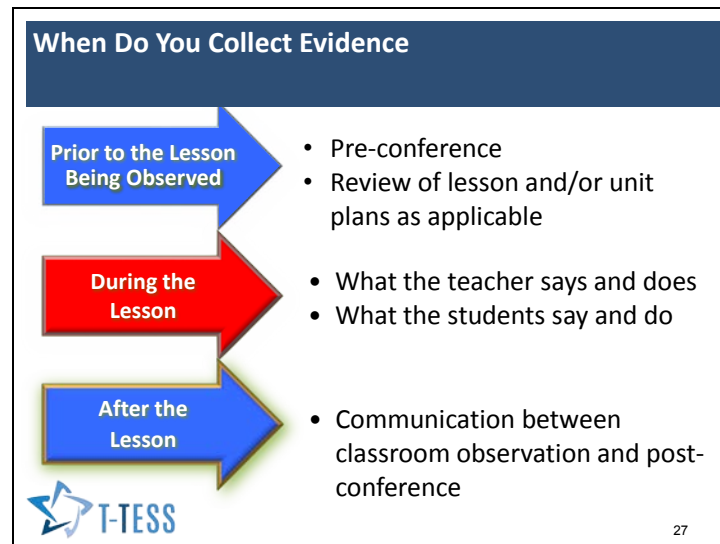 When Do You Collect Evidence
Prior to the Lesson
Being Observed
• Pre-conference
• Review of lesson and/or unit
plans as applicable
During the
Lesson
• What the teacher says and does
• What the students say and do
After the
Lesson
• Communication between
classroom observation and post-
conference
T-TESS
27